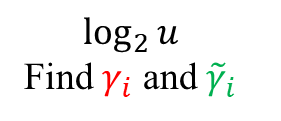 log₂ u
Find γᵢ and γ̃ᵢ